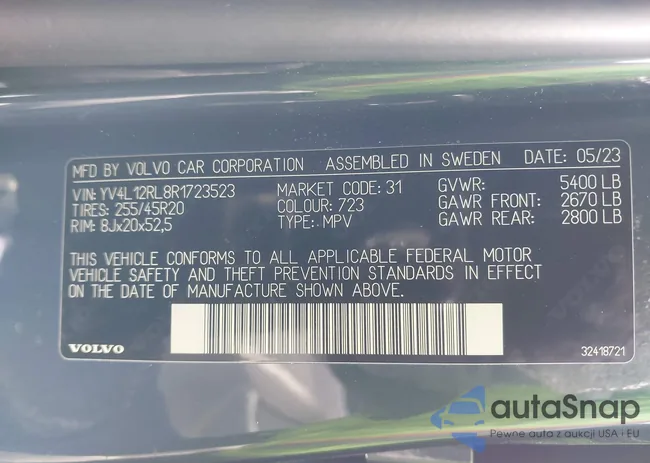 MFD BY VOLVO CAR CORPORATION ASSEMBLED IN SWEDEN DATE: 05/23
VIN: YV4L12RL8R1723523 MARKET CODE: 31 GVWR: 5400 LB
TIRES: 255/45R20 COLOUR: 723 GAWR FRONT: 2670 LB
RIM: 8Jx20x52,5 TYPE: MPV GAWR REAR: 2800 LB
THIS VEHICLE CONFORMS TO ALL APPLICABLE FEDERAL MOTOR
VEHICLE SAFETY AND THEFT PREVENTION STANDARDS IN EFFECT
ON THE DATE OF MANUFACTURE SHOWN ABOVE.
VOLVO 32418721
autoSnap
Pewne auta z aukcji USA i EU